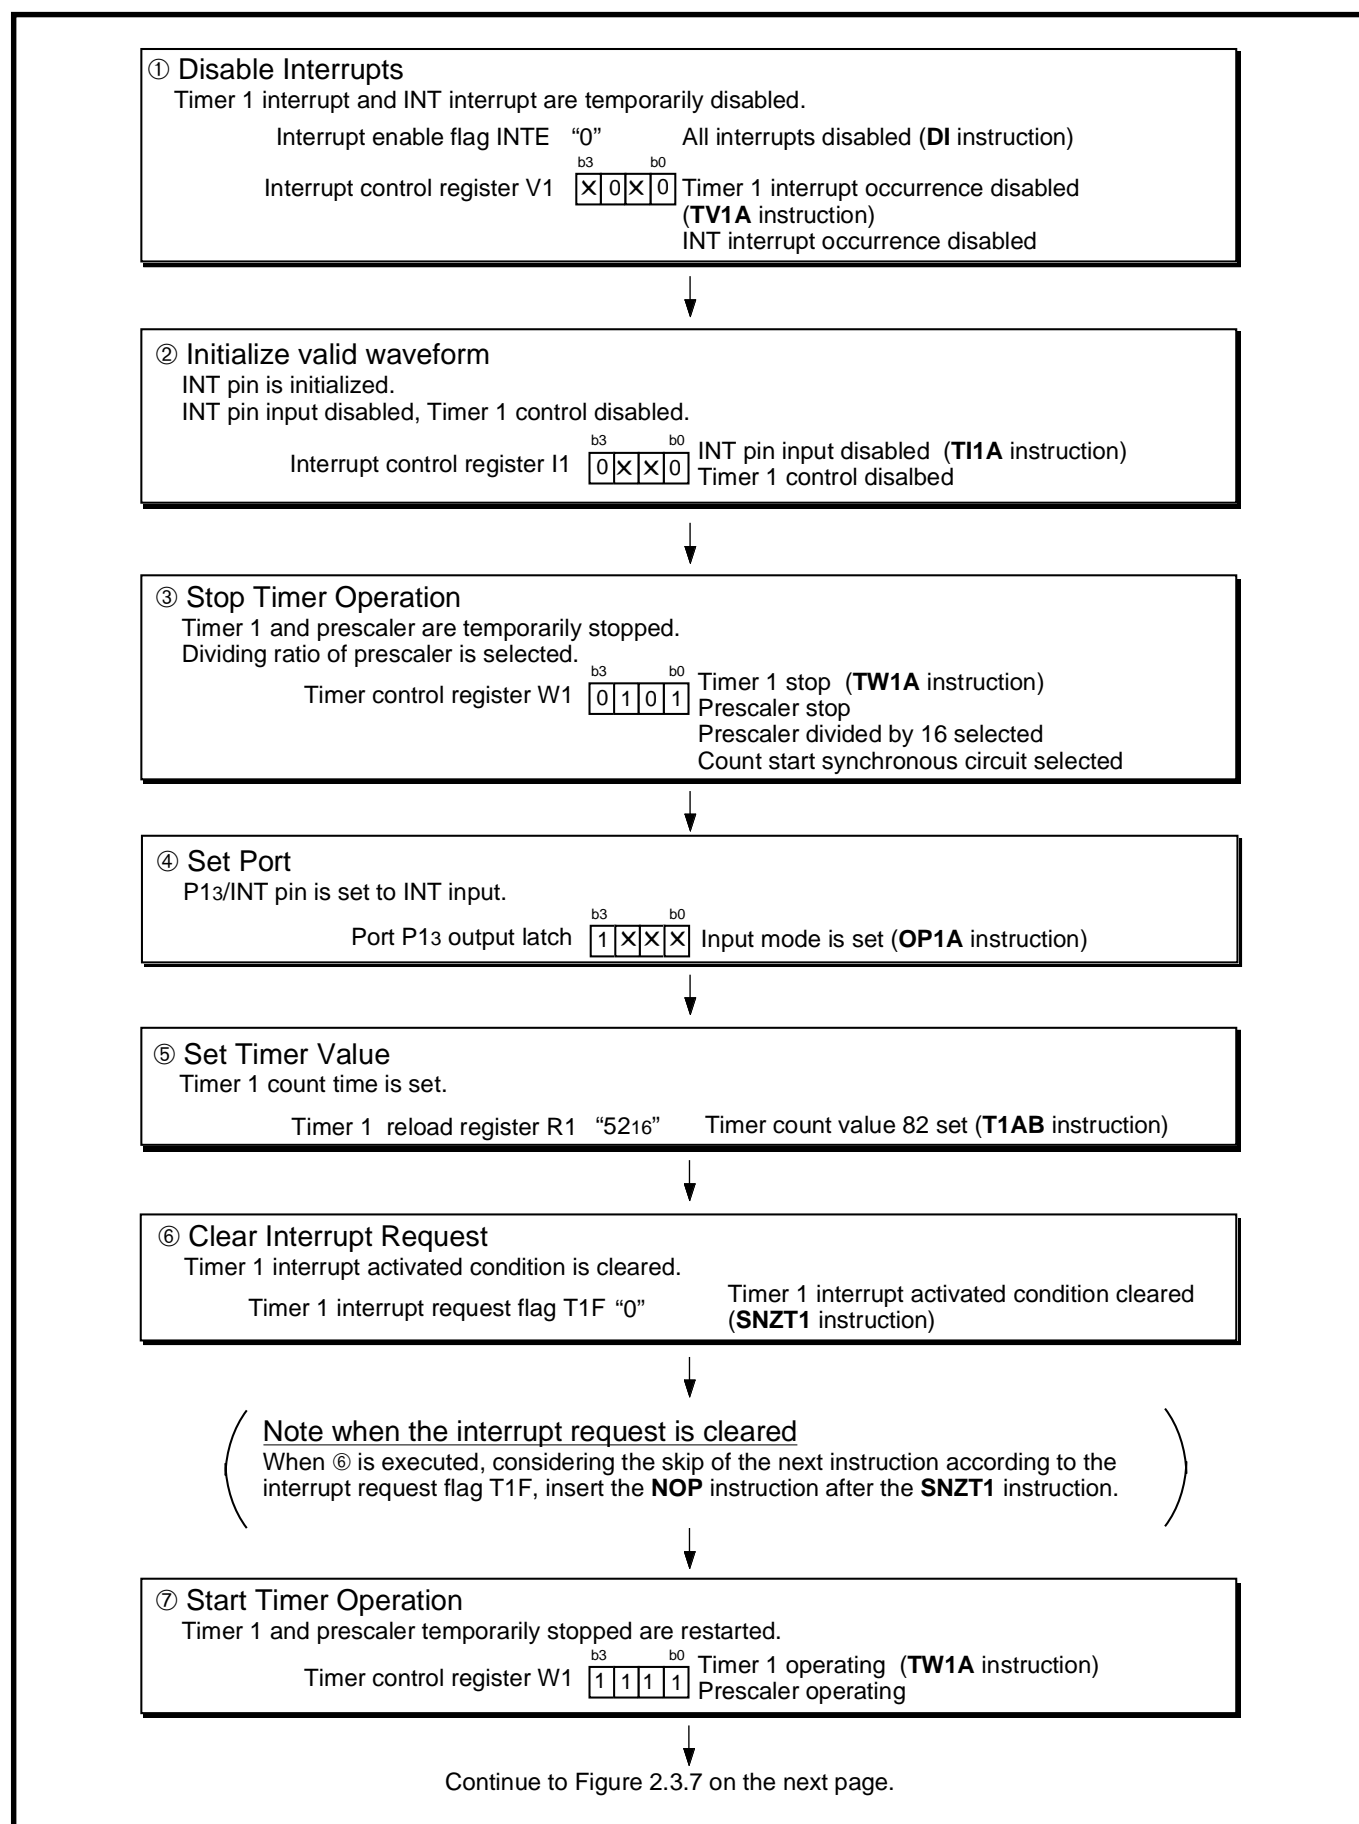 ① Disable Interrupts
Timer 1 interrupt and INT interrupt are temporarily disabled.
Interrupt enable flag INTE “0” All interrupts disabled (DI instruction)
b3 b0
Interrupt control register V1 ✕ 0 ✕ 0 Timer 1 interrupt occurrence disabled
(TV1A instruction)
INT interrupt occurrence disabled
② Initialize valid waveform
INT pin is initialized.
INT pin input disabled, Timer 1 control disabled.
b3 b0
Interrupt control register I1 0 ✕ ✕ 0 INT pin input disabled (TI1A instruction)
Timer 1 control disalbed
③ Stop Timer Operation
Timer 1 and prescaler are temporarily stopped.
Dividing ratio of prescaler is selected.
b3 b0
Timer control register W1 0 1 0 1 Timer 1 stop (TW1A instruction)
Prescaler stop
Prescaler divided by 16 selected
Count start synchronous circuit selected
④ Set Port
P13/INT pin is set to INT input.
b3 b0
Port P13 output latch 1 ✕ ✕ ✕ Input mode is set (OP1A instruction)
⑤ Set Timer Value
Timer 1 count time is set.
Timer 1 reload register R1 “5216” Timer count value 82 set (T1AB instruction)
⑥ Clear Interrupt Request
Timer 1 interrupt activated condition is cleared.
Timer 1 interrupt request flag T1F “0” Timer 1 interrupt activated condition cleared
(SNZT1 instruction)
Note when the interrupt request is cleared
When ⑥ is executed, considering the skip of the next instruction according to the
interrupt request flag T1F, insert the NOP instruction after the SNZT1 instruction.
⑦ Start Timer Operation
Timer 1 and prescaler temporarily stopped are restarted.
b3 b0
Timer control register W1 1 1 1 1 Timer 1 operating (TW1A instruction)
Prescaler operating
Continue to Figure 2.3.7 on the next page.